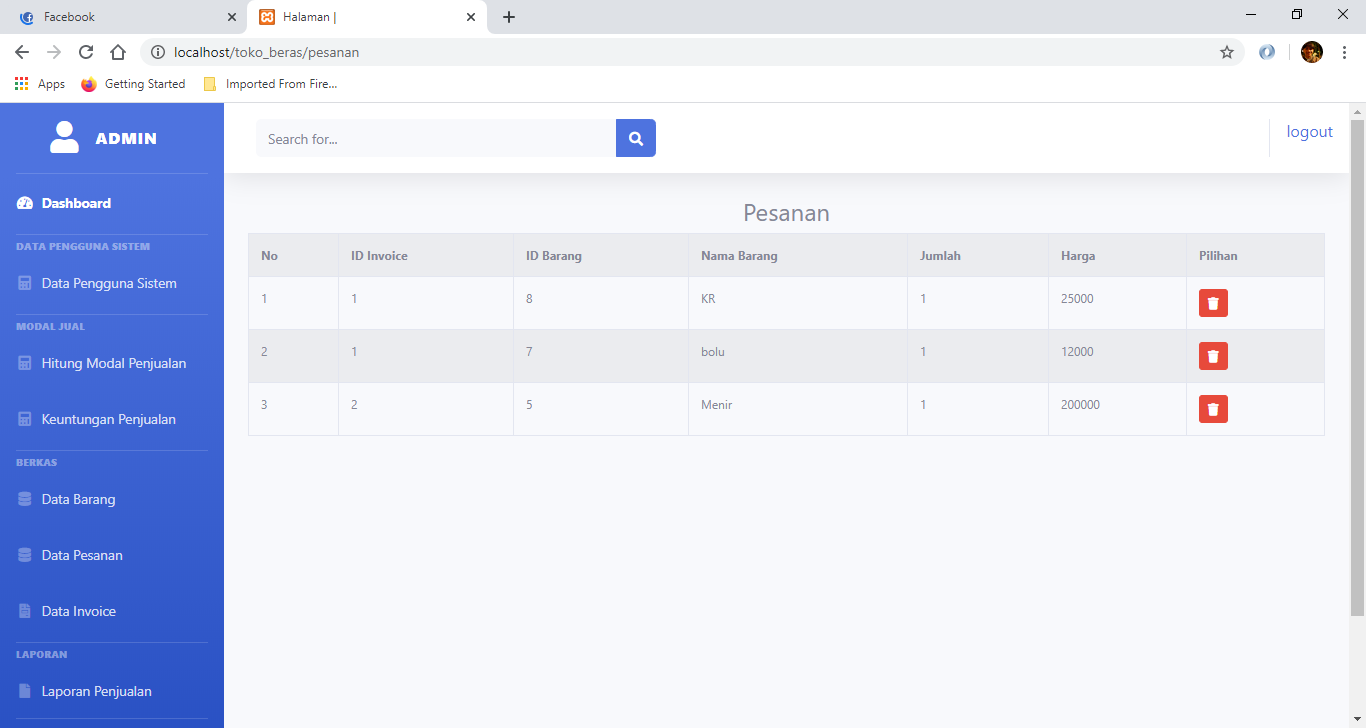 Facebook
Halaman |
localhost/toko_beras/pesanan
Apps Getting Started Imported From Fire...
ADMIN
Search for...
logout
Dashboard
DATA PENGGUNA SISTEM
Data Pengguna Sistem
MODAL JUAL
Hitung Modal Penjualan
Keuntungan Penjualan
BERKAS
Data Barang
Data Pesanan
Data Invoice
LAPORAN
Laporan Penjualan
Pesanan
No ID Invoice ID Barang Nama Barang Jumlah Harga Pilihan
1 1 8 KR 1 25000
2 1 7 bolu 1 12000
3 2 5 Menir 1 200000